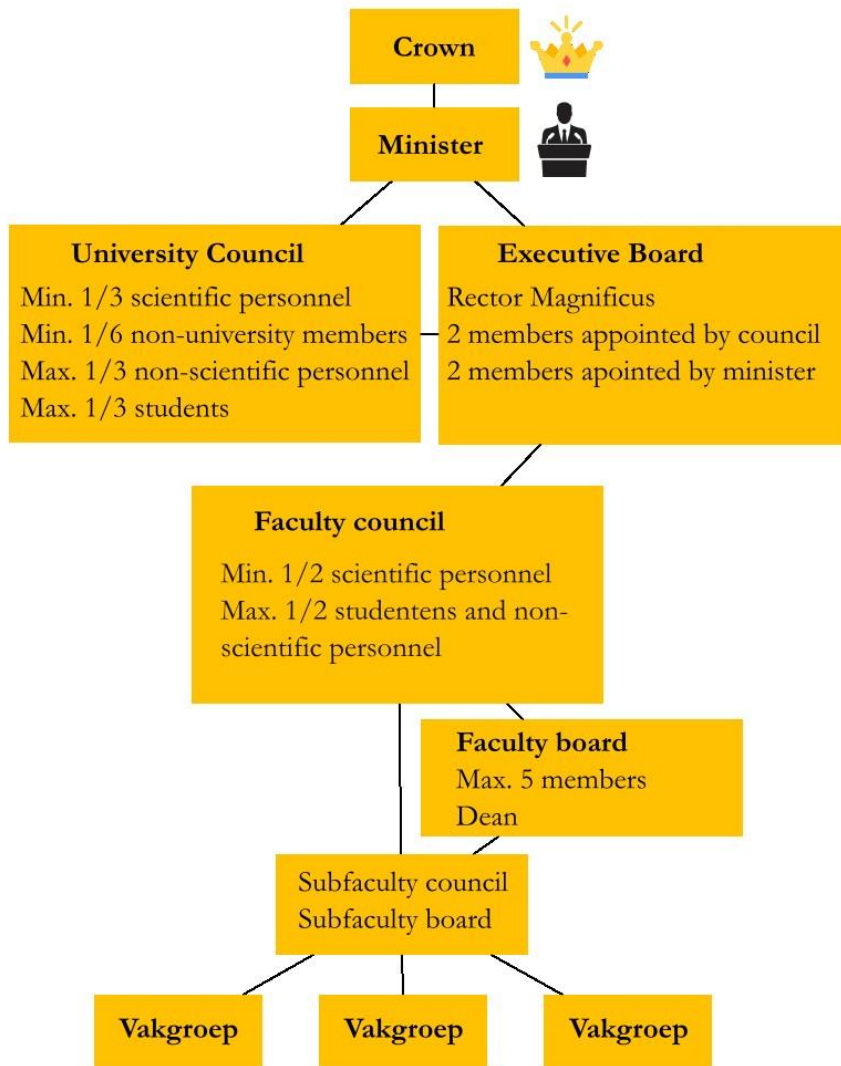 Crown
Minister
University Council
Min. 1/3 scientific personnel
Min. 1/6 non-university members
Max. 1/3 non-scientific personnel
Max. 1/3 students
Executive Board
Rector Magnificus
2 members appointed by council
2 members apointed by minister
Faculty council
Min. 1/2 scientific personnel
Max. 1/2 studentens and non-
scientific personnel
Faculty board
Max. 5 members
Dean
Subfaculty council
Subfaculty board
Vakgroep
Vakgroep
Vakgroep